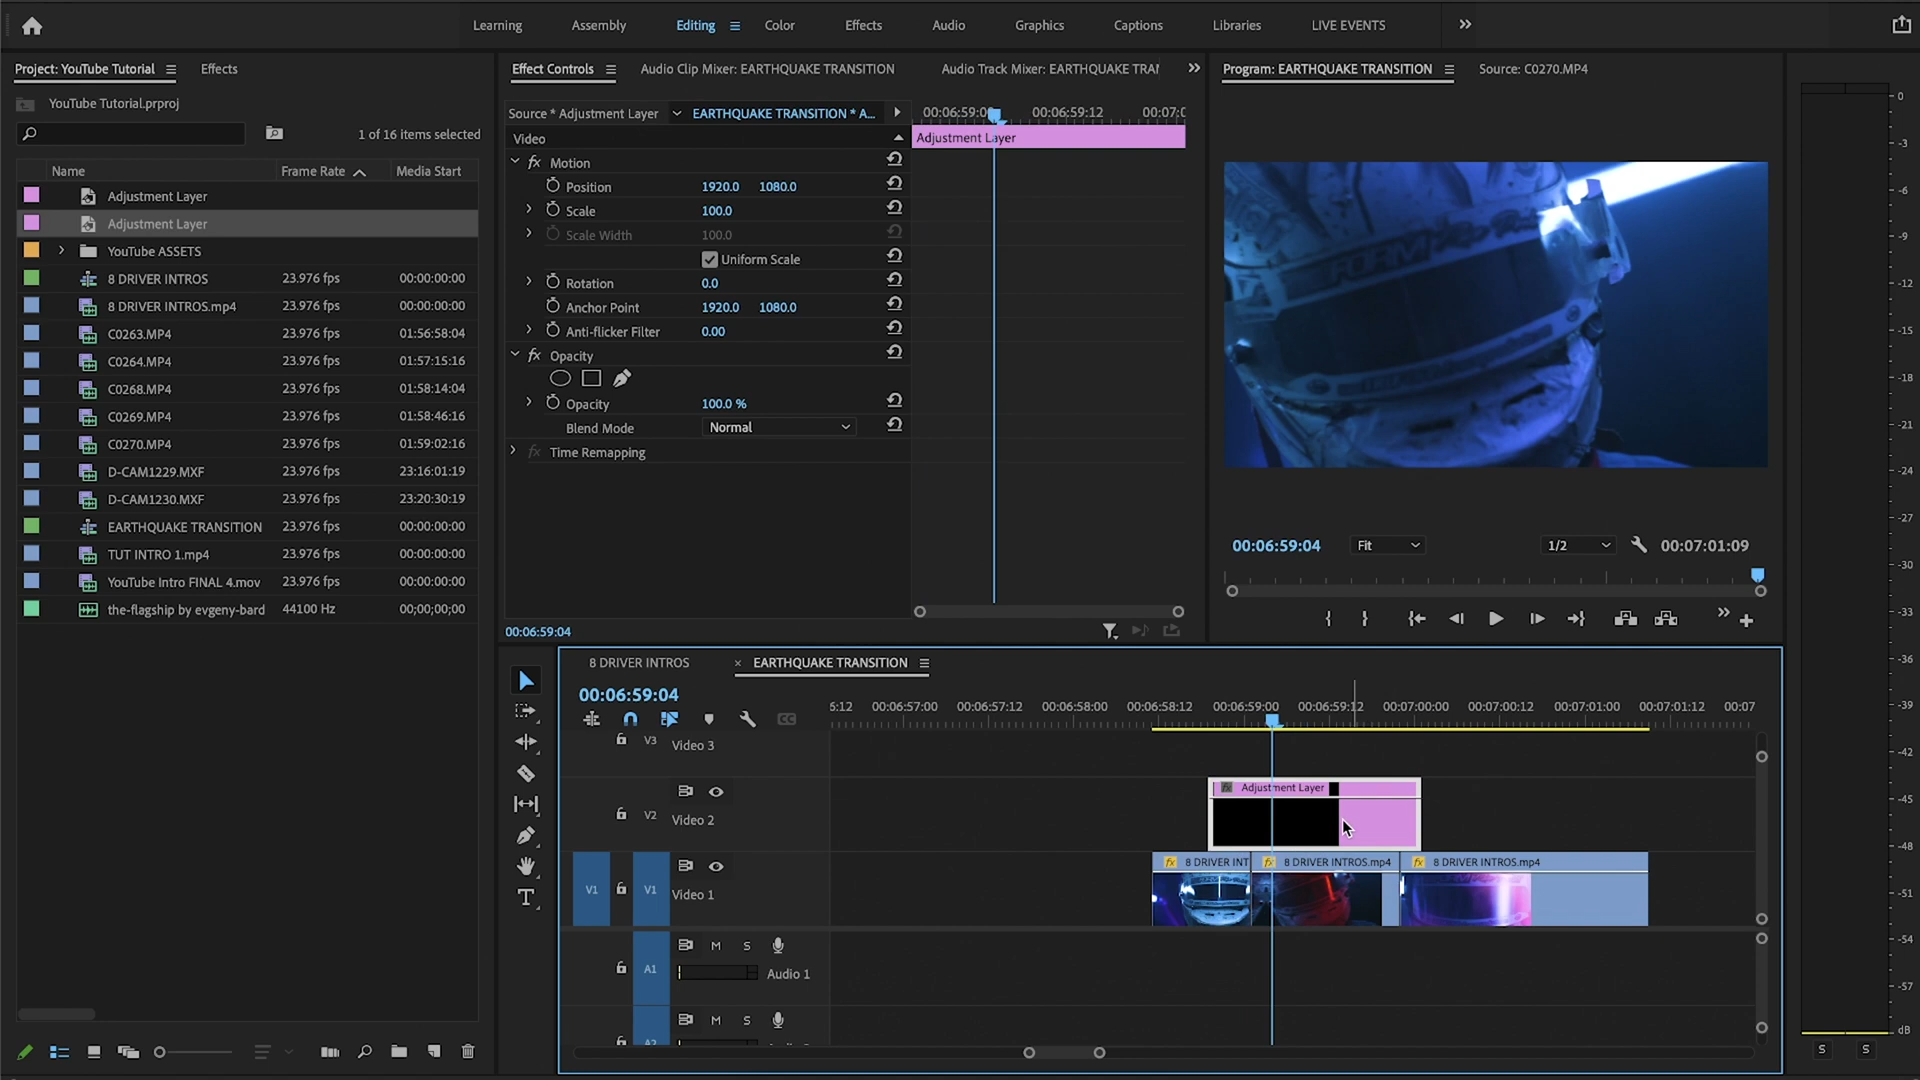 Learning
Assembly
Editing
Color
Effects
Audio
Graphics
Captions
Libraries
LIVE EVENTS
Project: YouTube Tutorial
Effects
YouTube Tutorial.prproj
1 of 16 items selected
Name Frame Rate Media Start
Adjustment Layer
Adjustment Layer
YouTube ASSETS
8 DRIVER INTROS 23.976 fps 00:00:00:00
8 DRIVER INTROS.mp4 23.976 fps 00:00:00:00
C0263.MP4 23.976 fps 01:56:58:04
C0264.MP4 23.976 fps 01:57:15:16
C0268.MP4 23.976 fps 01:58:14:04
C0269.MP4 23.976 fps 01:58:46:16
C0270.MP4 23.976 fps 01:59:02:16
D-CAM1229.MXF 23.976 fps 23:16:01:19
D-CAM1230.MXF 23.976 fps 23:20:30:19
EARTHQUAKE TRANSITION 23.976 fps 00:00:00:00
TUT INTRO 1.mp4 23.976 fps 00:00:00:00
YouTube Intro FINAL 4.mov 23.976 fps 00:00:00:00
the-flagship by evgeny-bard 44100 Hz 00;00;00;00
Effect Controls
Audio Clip Mixer: EARTHQUAKE TRANSITION
Audio Track Mixer: EARTHQUAKE TRAN
Source * Adjustment Layer
EARTHQUAKE TRANSITION * A...
00:06:59:0
00:06:59:12
00:07:0
Video
Adjustment Layer
fx Motion
Position 1920.0 1080.0
Scale 100.0
Scale Width 100.0
Uniform Scale
Rotation 0.0
Anchor Point 1920.0 1080.0
Anti-flicker Filter 0.00
fx Opacity
Opacity 100.0 %
Blend Mode Normal
fx Time Remapping
00:06:59:04
Program: EARTHQUAKE TRANSITION
Source: C0270.MP4
FORM
00:06:59:04
Fit
1/2
00:07:01:09
8 DRIVER INTROS
× EARTHQUAKE TRANSITION
00:06:59:04
CC
6:12
00:06:57:00
00:06:57:12
00:06:58:00
00:06:58:12
00:06:59:00
00:06:59:12
00:07:00:00
00:07:00:12
00:07:01:00
00:07:01:12
00:07
V3 Video 3
V2 Video 2
fx Adjustment Layer
V1 V1 Video 1
fx 8 DRIVER INT
fx 8 DRIVER INTROS.mp4
fx 8 DRIVER INTROS.mp4
A1 M S
Audio 1
A2 M S
0
-3
-6
-9
-12
-15
-18
-21
-24
-27
-30
-33
-36
-39
-42
-45
-48
-51
-54
-57
dB
S S